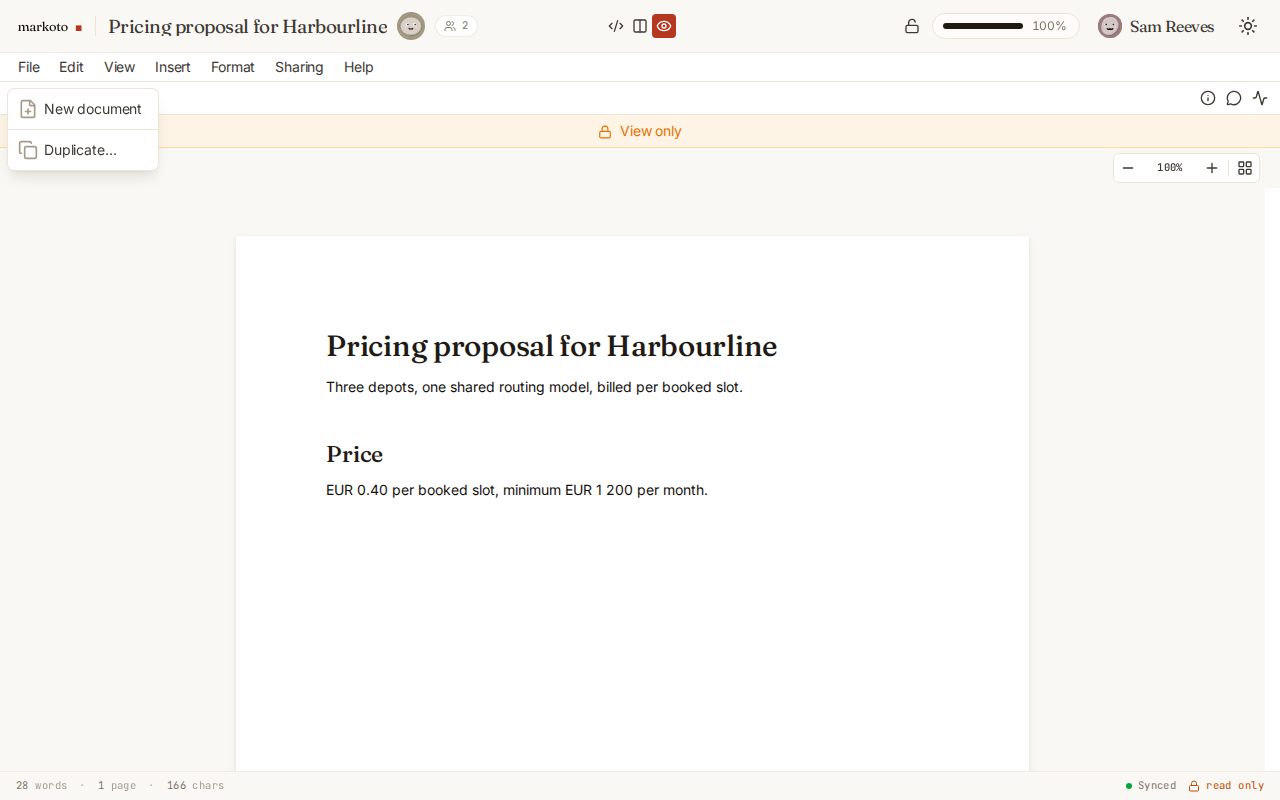 markoto
Pricing proposal for Harbourline
2
100%
Sam Reeves
File Edit View Insert Format Sharing Help
New document
Duplicate...
View only
100%
Pricing proposal for Harbourline
Three depots, one shared routing model, billed per booked slot.
Price
EUR 0.40 per booked slot, minimum EUR 1 200 per month.
28 words · 1 page · 166 chars
Synced
read only